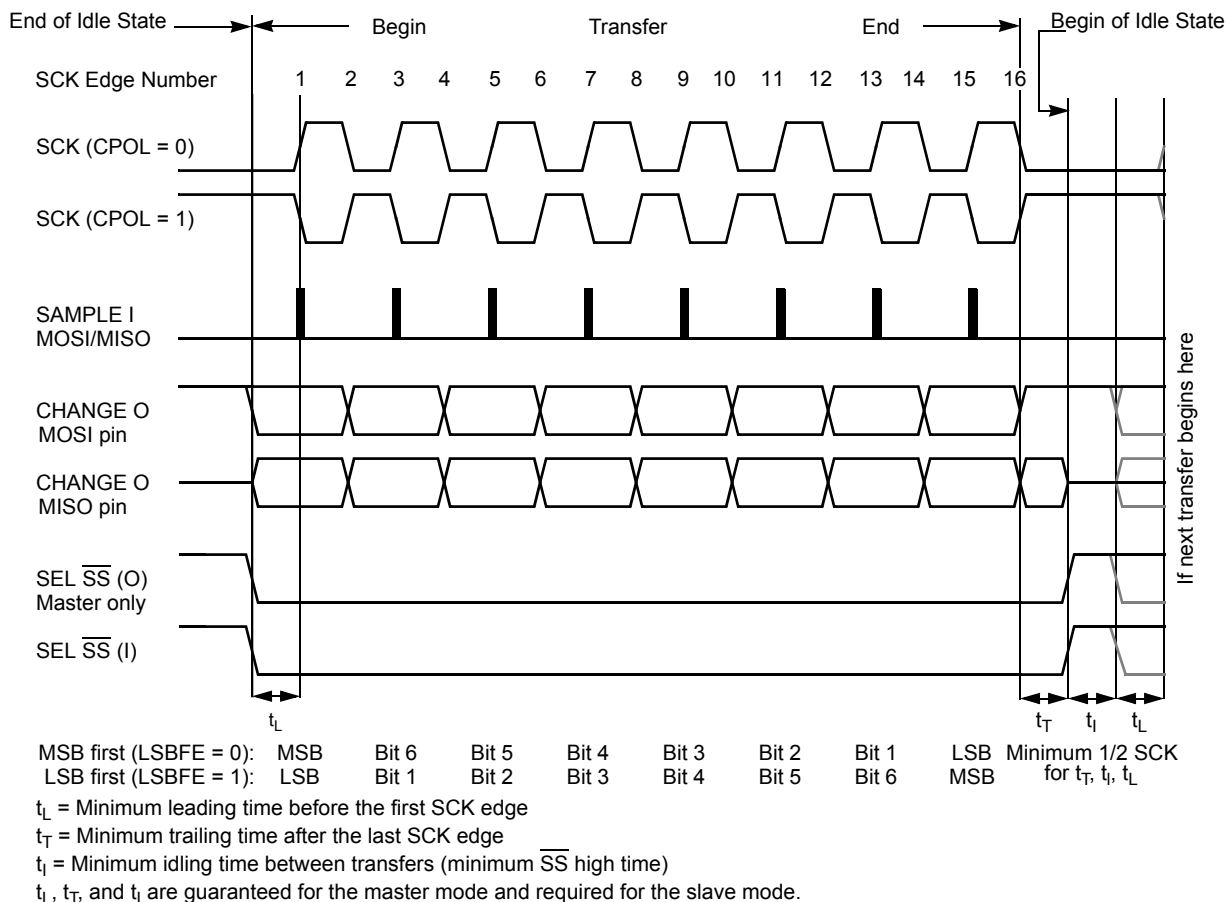 End of Idle State
Begin
Transfer
End
Begin of Idle State
SCK Edge Number
1 2 3 4 5 6 7 8 9 10 11 12 13 14 15 16
SCK (CPOL = 0)
SCK (CPOL = 1)
SAMPLE I
MOSI/MISO
CHANGE O
MOSI pin
CHANGE O
MISO pin
SEL SS (O)
Master only
SEL SS (I)
If next transfer begins here
tL
tT tI tL
MSB first (LSBFE = 0): MSB Bit 6 Bit 5 Bit 4 Bit 3 Bit 2 Bit 1 LSB Minimum 1/2 SCK
LSB first (LSBFE = 1): LSB Bit 1 Bit 2 Bit 3 Bit 4 Bit 5 Bit 6 MSB for tT, tI, tL
tL = Minimum leading time before the first SCK edge
tT = Minimum trailing time after the last SCK edge
tI = Minimum idling time between transfers (minimum SS high time)
tL, tT, and tI are guaranteed for the master mode and required for the slave mode.